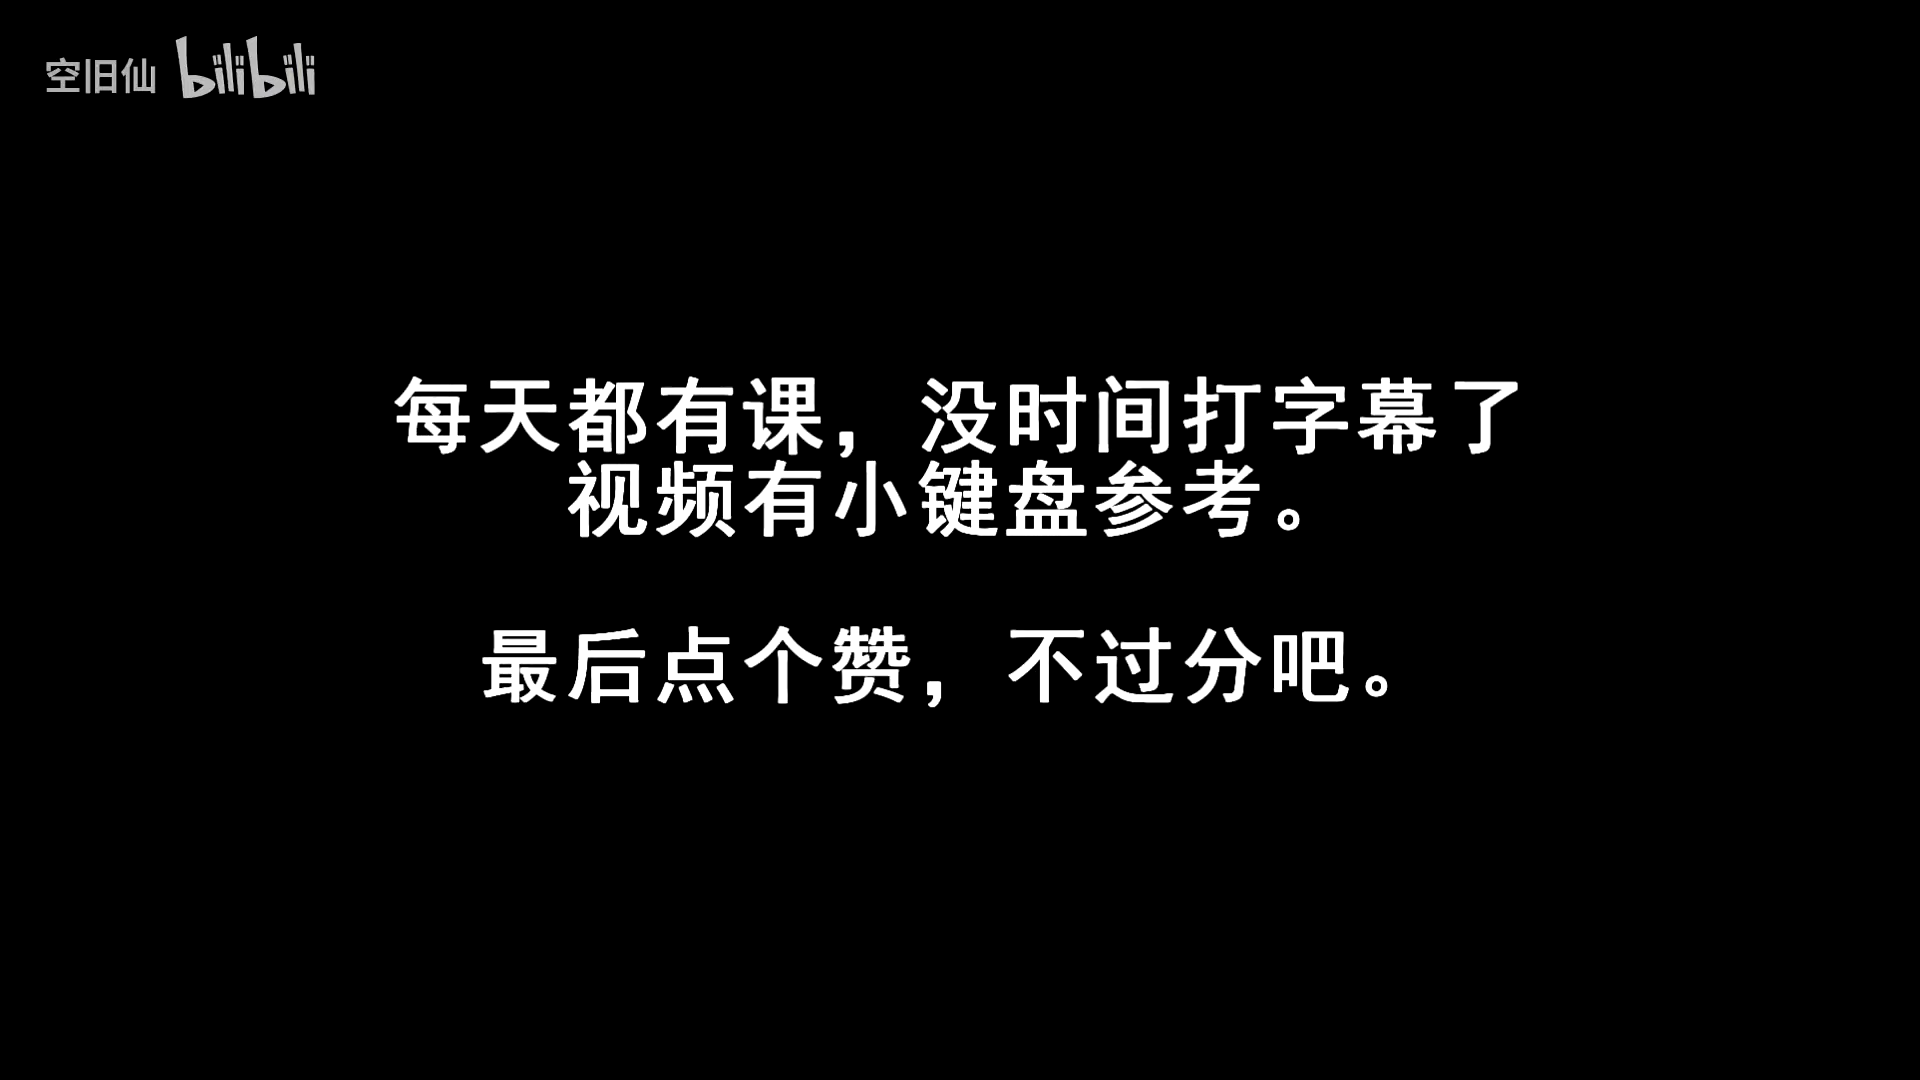 空旧仙 bilibili
每天都有课，没时间打字幕了
视频有小键盘参考。
最后点个赞，不过分吧。